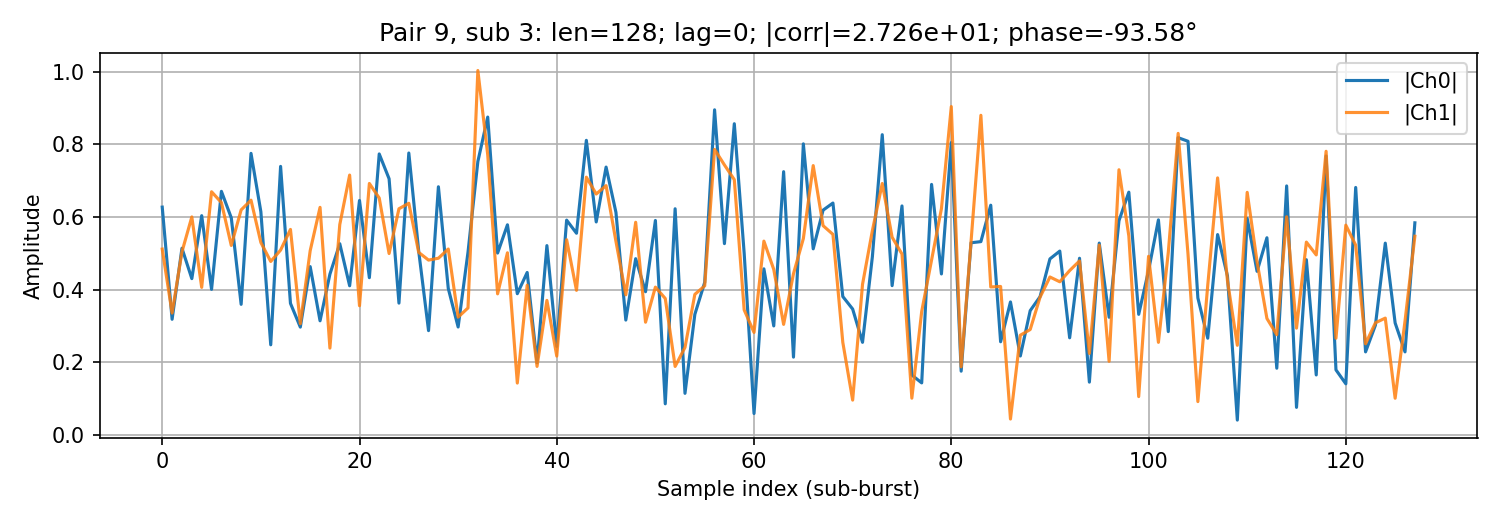 Pair 9, sub 3: len=128; lag=0; |corr|=2.726e+01; phase=-93.58°
|Ch0|
|Ch1|
Amplitude
1.0
0.8
0.6
0.4
0.2
0.0
0 20 40 60 80 100 120
Sample index (sub-burst)